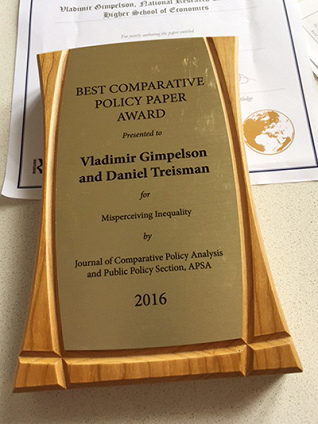 Vladimir Gimpelson, National Research
Higher School of Economics
BEST COMPARATIVE
POLICY PAPER
AWARD
Presented to
Vladimir Gimpelson
and Daniel Treisman
for
Misperceiving Inequality
by
Journal of Comparative Policy Analysis
and Public Policy Section, APSA
2016